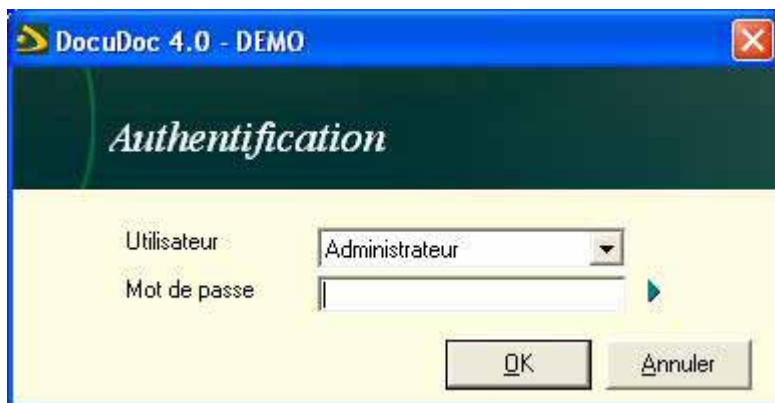 DocuDoc 4.0 - DEMO
Authentification
Utilisateur
Administrateur
Mot de passe
OK
Annuler